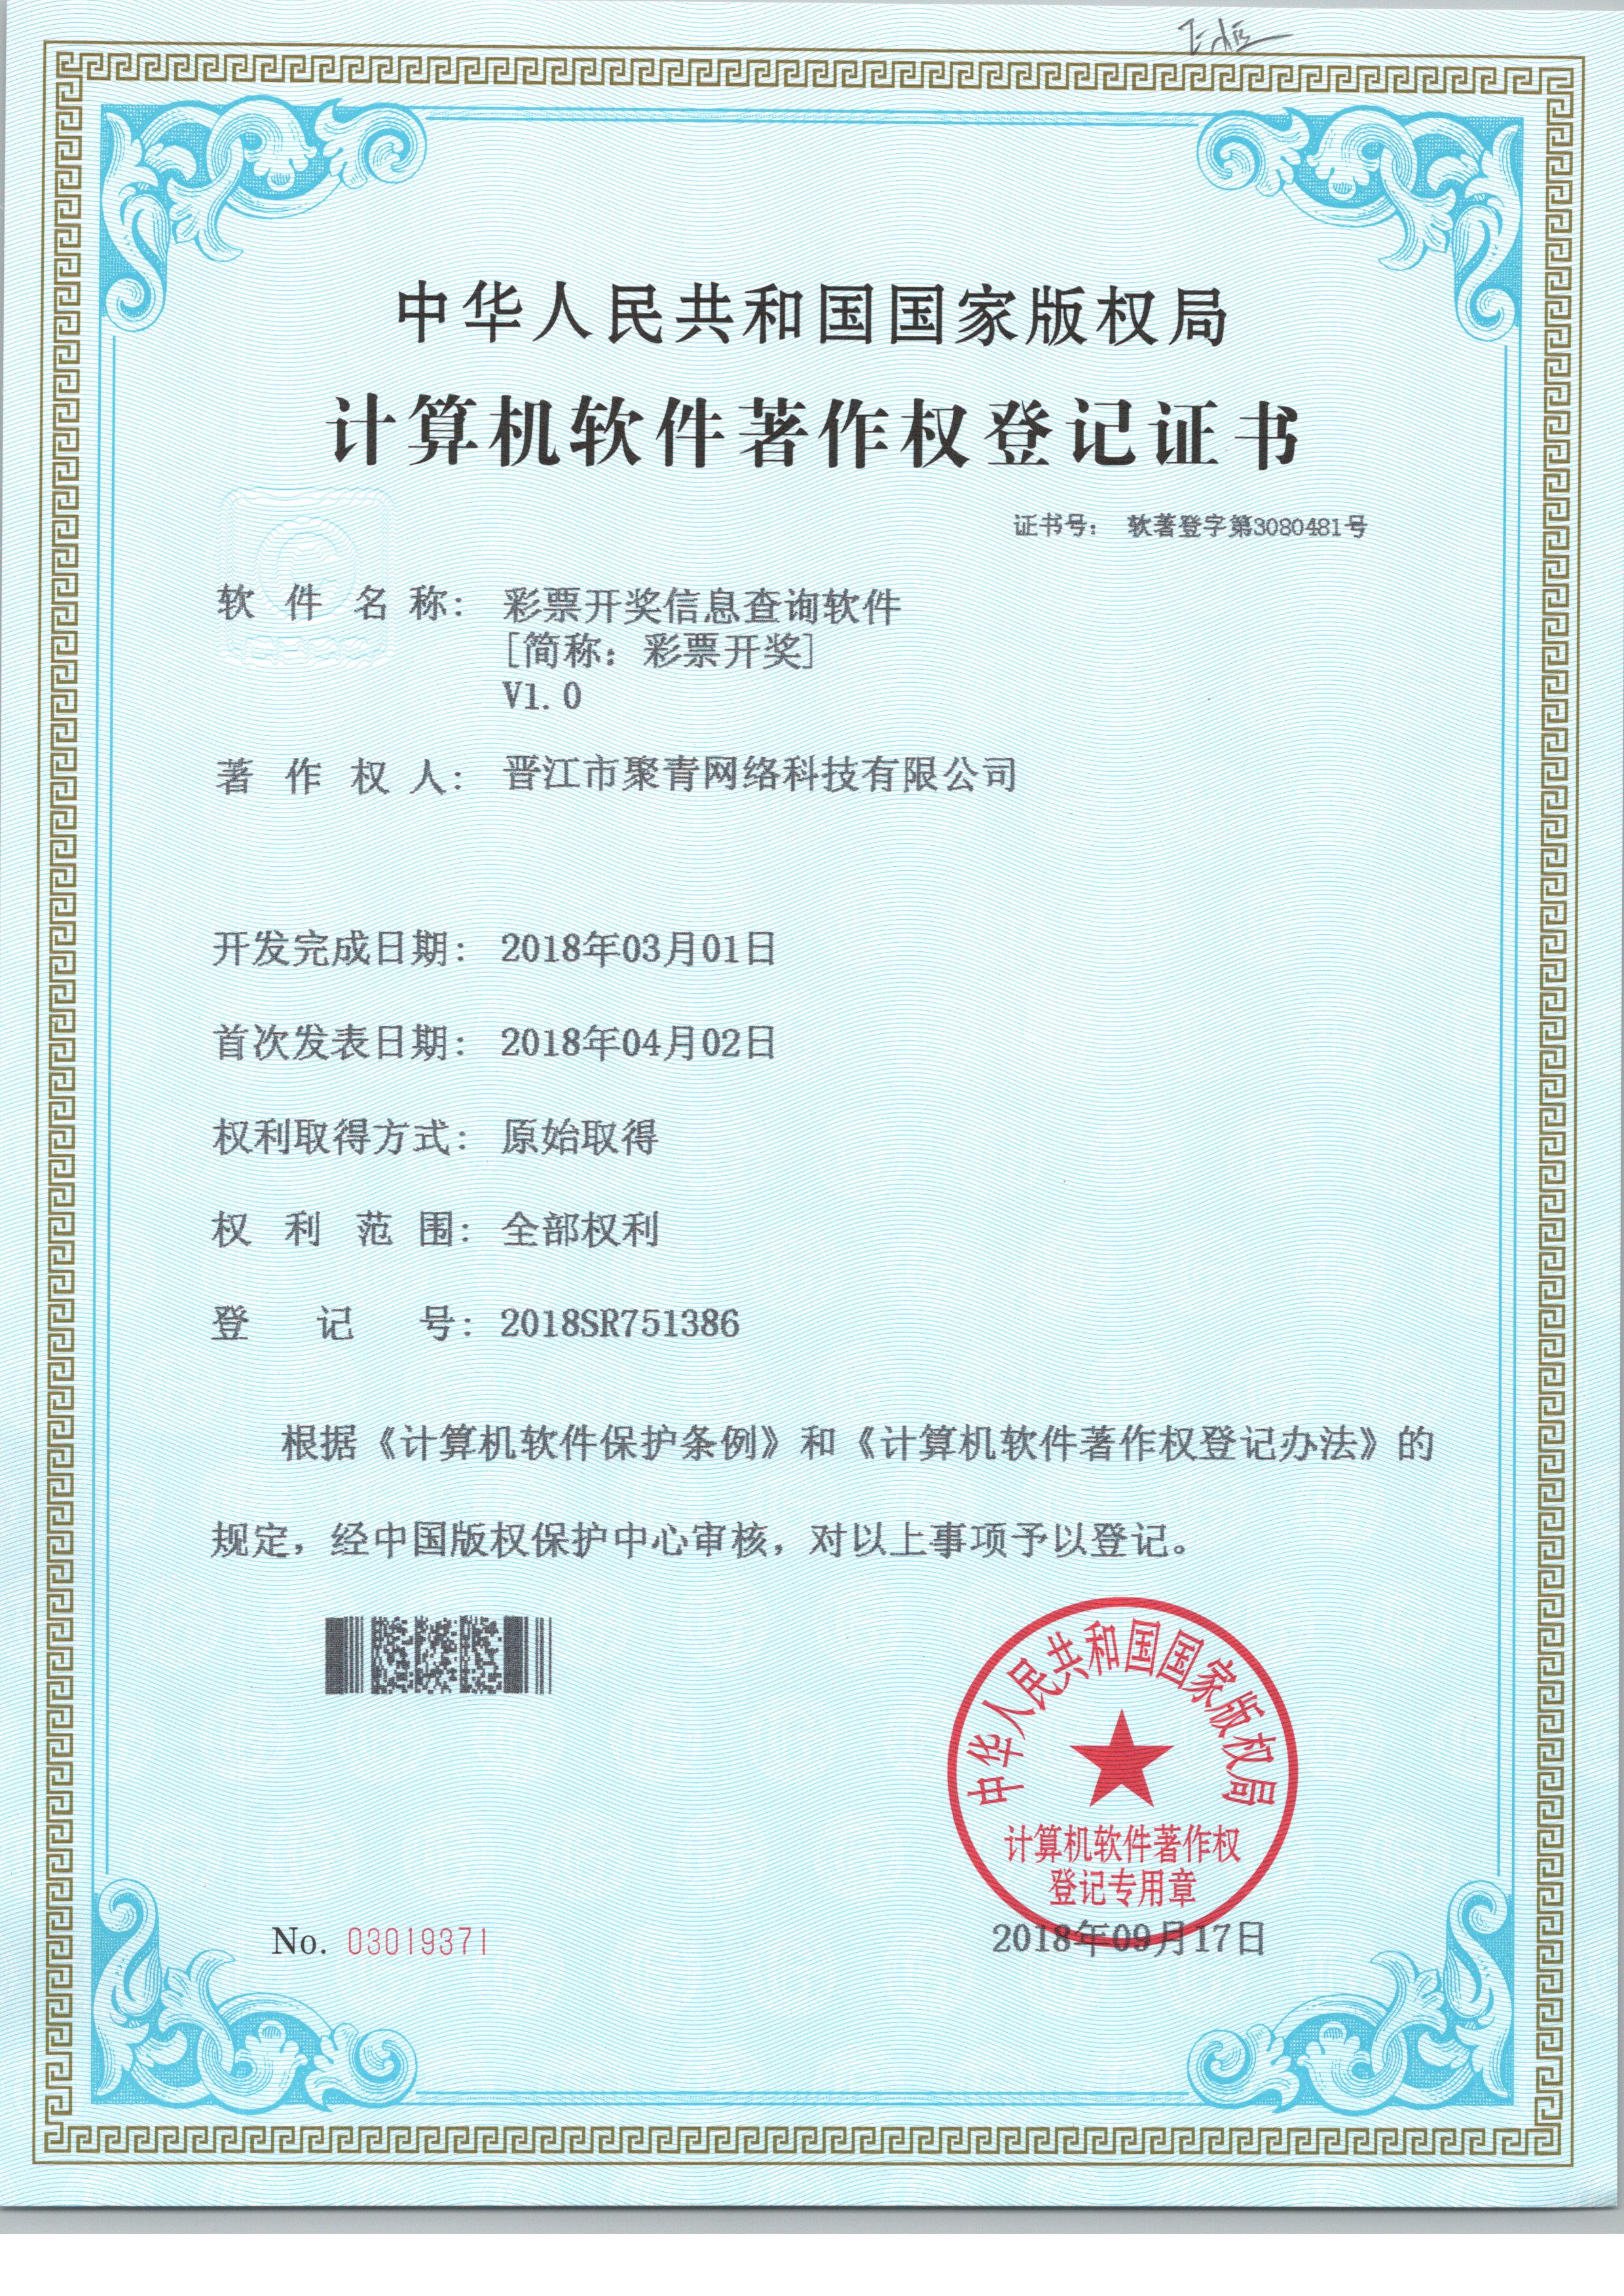 中华人民共和国国家版权局
计算机软件著作权登记证书
证书号： 软著登字第3080481号
软件名称： 彩票开奖信息查询软件
[简称：彩票开奖]
V1.0
著作权人： 晋江市聚青网络科技有限公司
开发完成日期： 2018年03月01日
首次发表日期： 2018年04月02日
权利取得方式： 原始取得
权利范围： 全部权利
登记号： 2018SR751386
根据《计算机软件保护条例》和《计算机软件著作权登记办法》的
规定，经中国版权保护中心审核，对以上事项予以登记。
中华人民共和国国家版权局
计算机软件著作权
登记专用章
No. 03019371
2018年09月17日